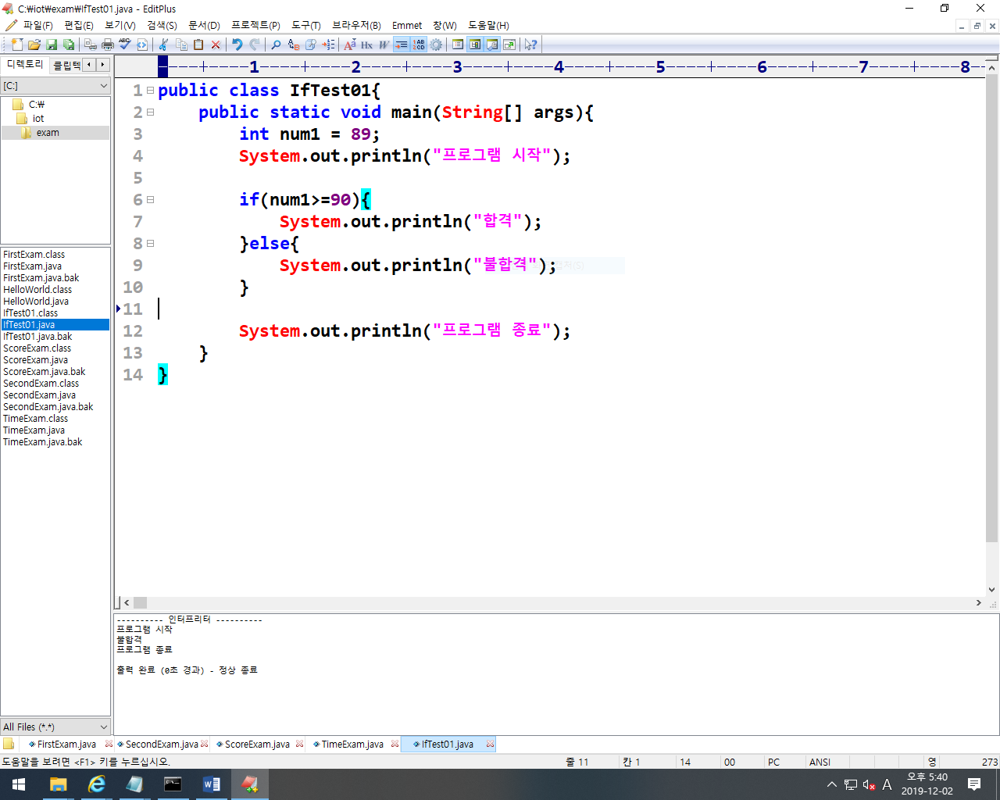 C:₩iot₩exam₩IfTest01.java - EditPlus
파일(F) 편집(E) 보기(V) 검색(S) 문서(D) 프로젝트(P) 도구(T) 브라우저(B) Emmet 창(W) 도움말(H)
디렉토리 클립텍
[C:]
C:₩
iot
exam
FirstExam.class
FirstExam.java
FirstExam.java.bak
HelloWorld.class
HelloWorld.java
IfTest01.class
IfTest01.java
IfTest01.java.bak
ScoreExam.class
ScoreExam.java
ScoreExam.java.bak
SecondExam.class
SecondExam.java
SecondExam.java.bak
TimeExam.class
TimeExam.java
TimeExam.java.bak
All Files (*.*)
----+----1----+----2----+----3----+----4----+----5----+----6----+----7----+----8--
1 public class IfTest01{
2 public static void main(String[] args){
3 int num1 = 89;
4 System.out.println("프로그램 시작");
5
6 if(num1>=90){
7 System.out.println("합격");
8 }else{
9 System.out.println("불합격");
10 }
11
12 System.out.println("프로그램 종료");
13 }
14 }
---------- 인터프리터 ----------
프로그램 시작
불합격
프로그램 종료
출력 완료 (0초 경과) - 정상 종료
FirstExam.java SecondExam.java ScoreExam.java TimeExam.java IfTest01.java
도움말을 보려면 <F1> 키를 누르십시오. 줄 11 칸 1 14 00 PC ANSI 영 273
A 오후 5:40
2019-12-02